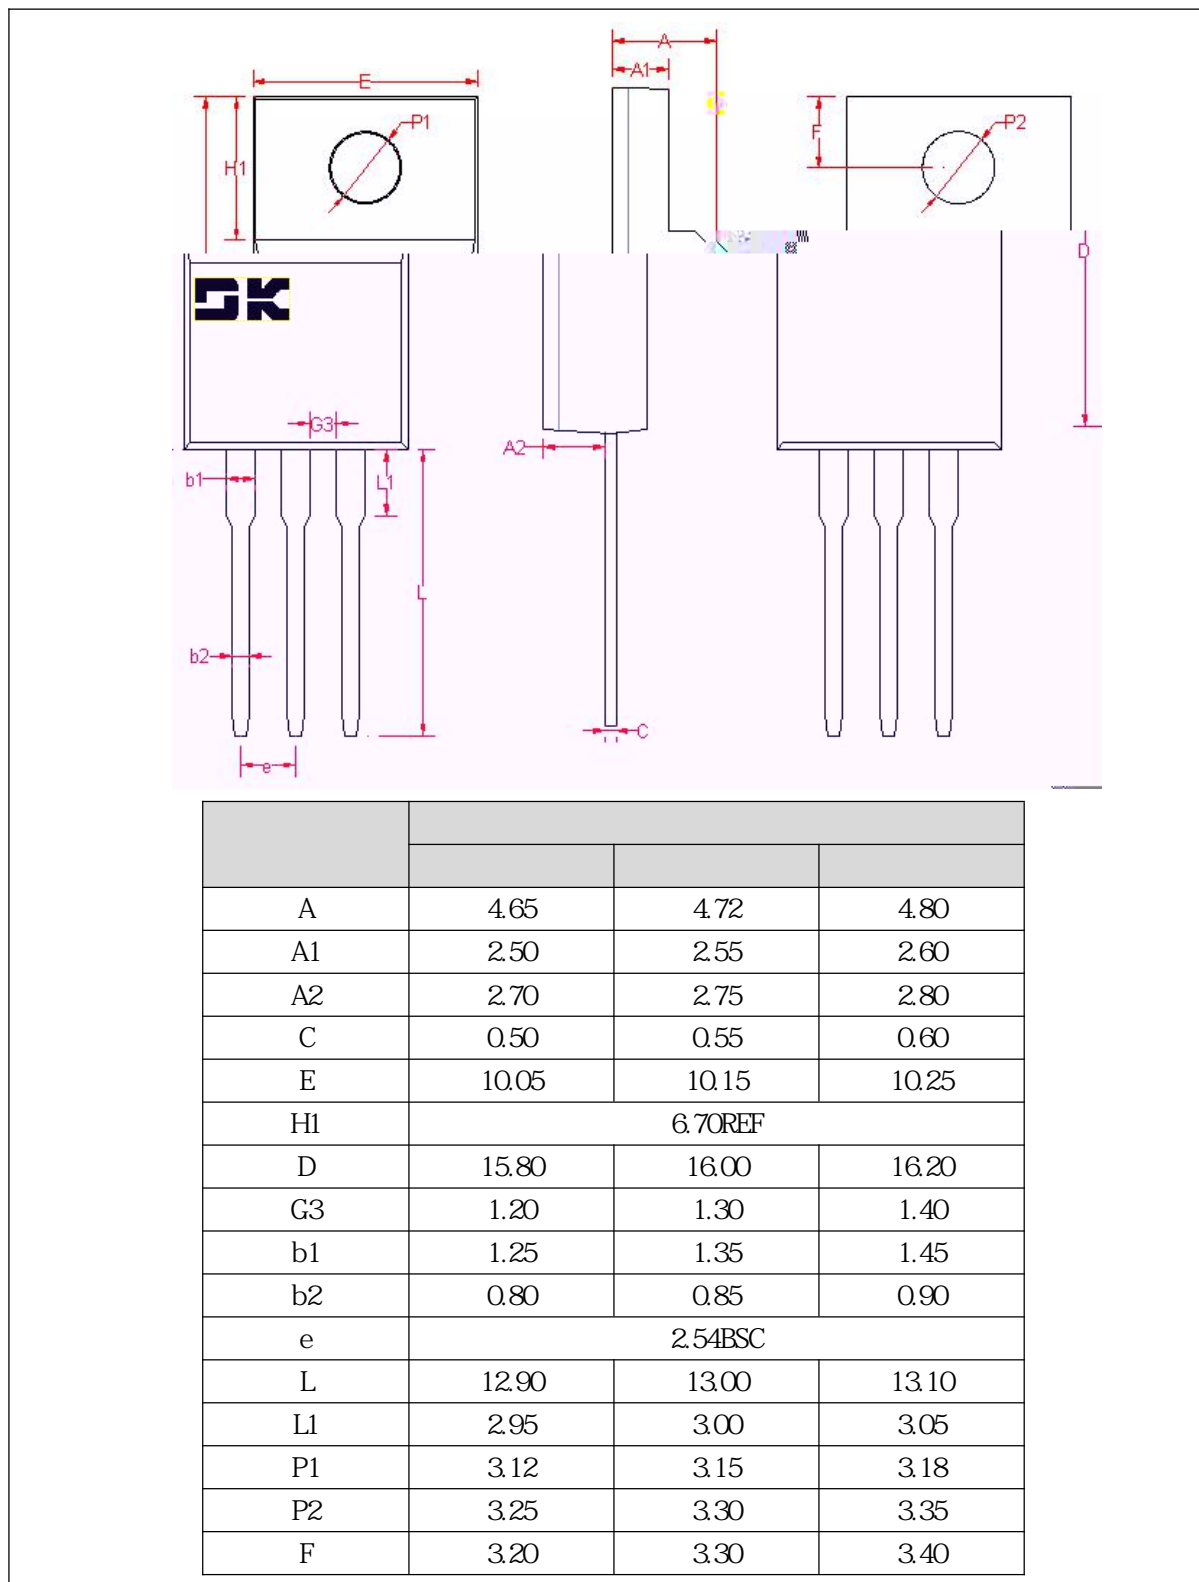 A
A1
E
P1
P2
F
H1
D
DK
G3
A2
b1
L1
L
b2
C
e
A 4.65 4.72 4.80
A1 2.50 2.55 2.60
A2 2.70 2.75 2.80
C 0.50 0.55 0.60
E 10.05 10.15 10.25
H1 6.70REF
D 15.80 16.00 16.20
G3 1.20 1.30 1.40
b1 1.25 1.35 1.45
b2 0.80 0.85 0.90
e 2.54BSC
L 12.90 13.00 13.10
L1 2.95 3.00 3.05
P1 3.12 3.15 3.18
P2 3.25 3.30 3.35
F 3.20 3.30 3.40